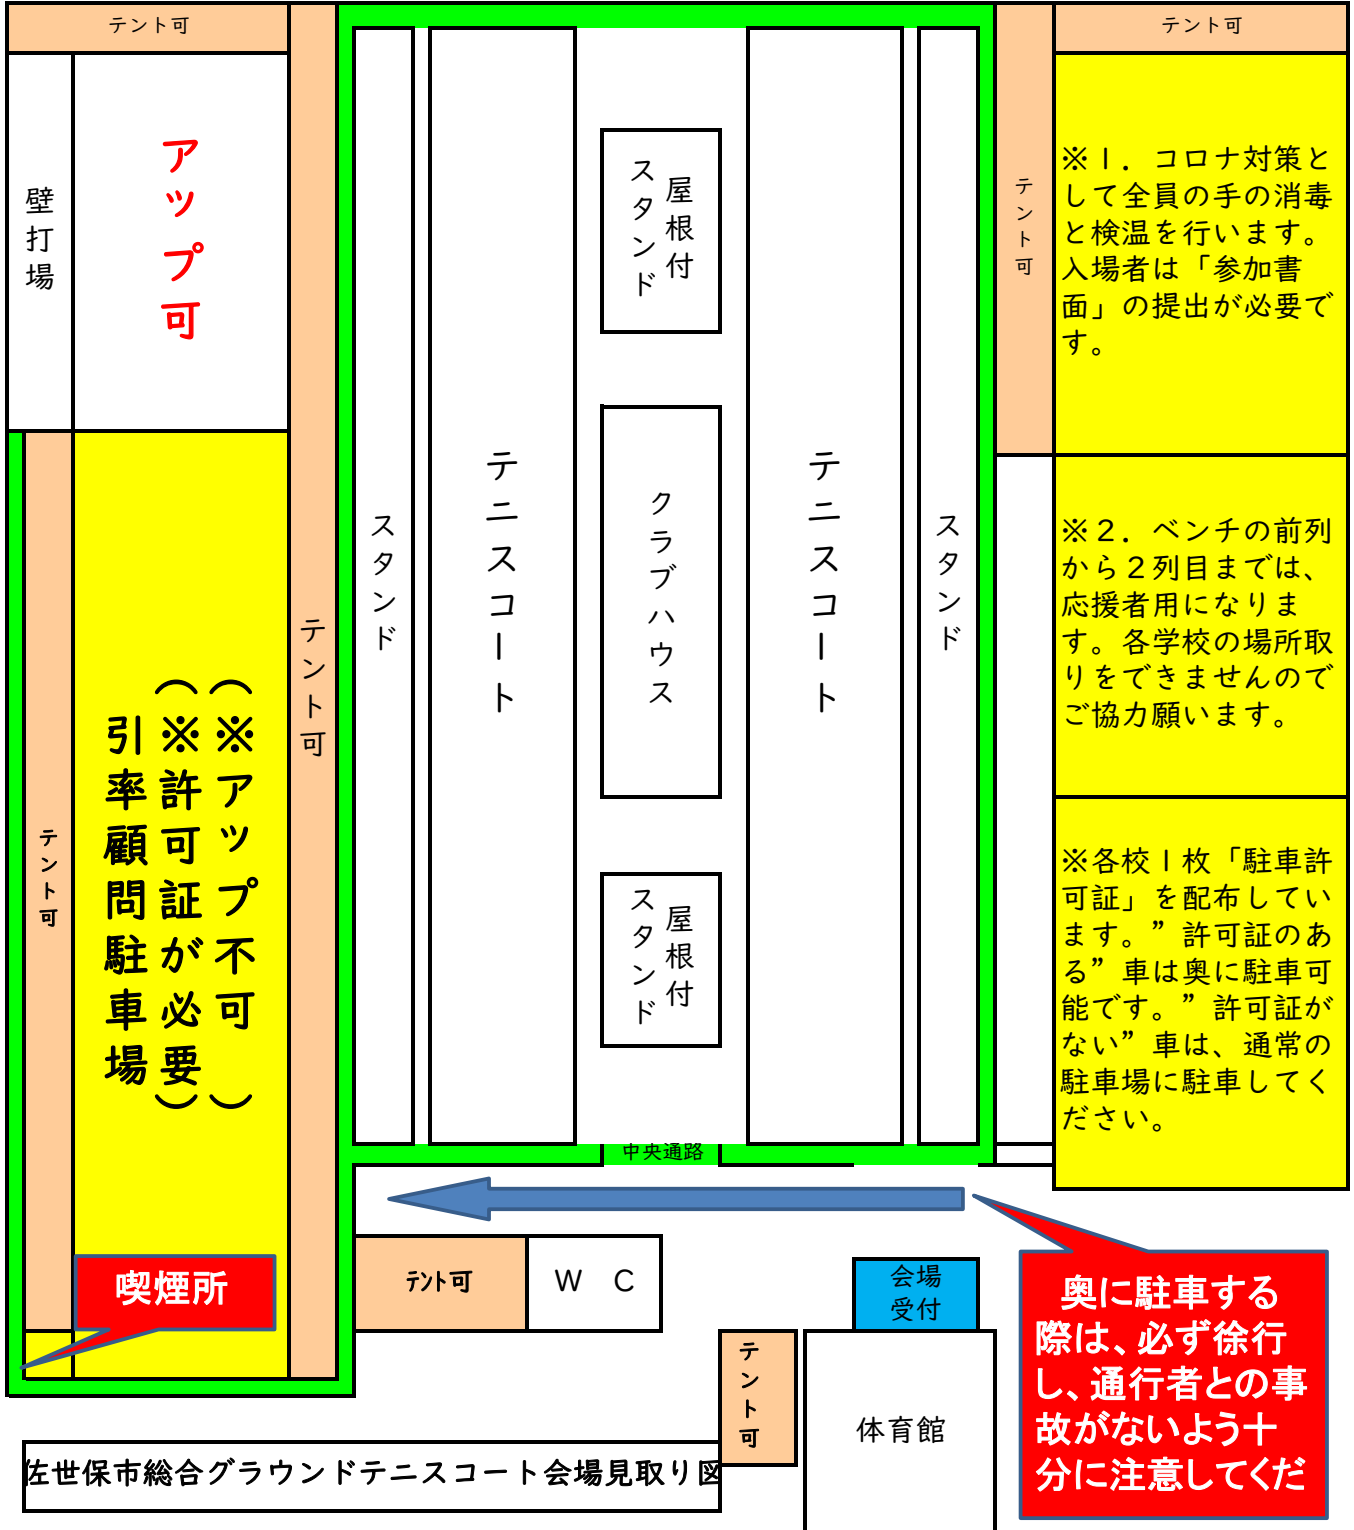 テント可
テント可
壁打場
アップ可
テント可
スタンド
テニスコート
屋根付
スタンド
クラブハウス
屋根付
スタンド
テニスコート
スタンド
テント可
※1．コロナ対策と
して全員の手の消毒
と検温を行います。
入場者は「参加書
面」の提出が必要で
す。
※２．ベンチの前列
から２列目までは、
応援者用になりま
す。各学校の場所取
りをできませんので
ご協力願います。
※各校1枚「駐車許
可証」を配布してい
ます。”許可証のあ
る”車は奥に駐車可
能です。”許可証が
ない”車は、通常の
駐車場に駐車してく
ださい。
テント可
（※アップ不可）
（※許可証が必要）
引率顧問駐車場
中央通路
喫煙所
テント可
ＷＣ
会場
受付
テント可
体育館
奥に駐車する
際は、必ず徐行
し、通行者との事
故がないよう十
分に注意してくだ
佐世保市総合グラウンドテニスコート会場見取り図